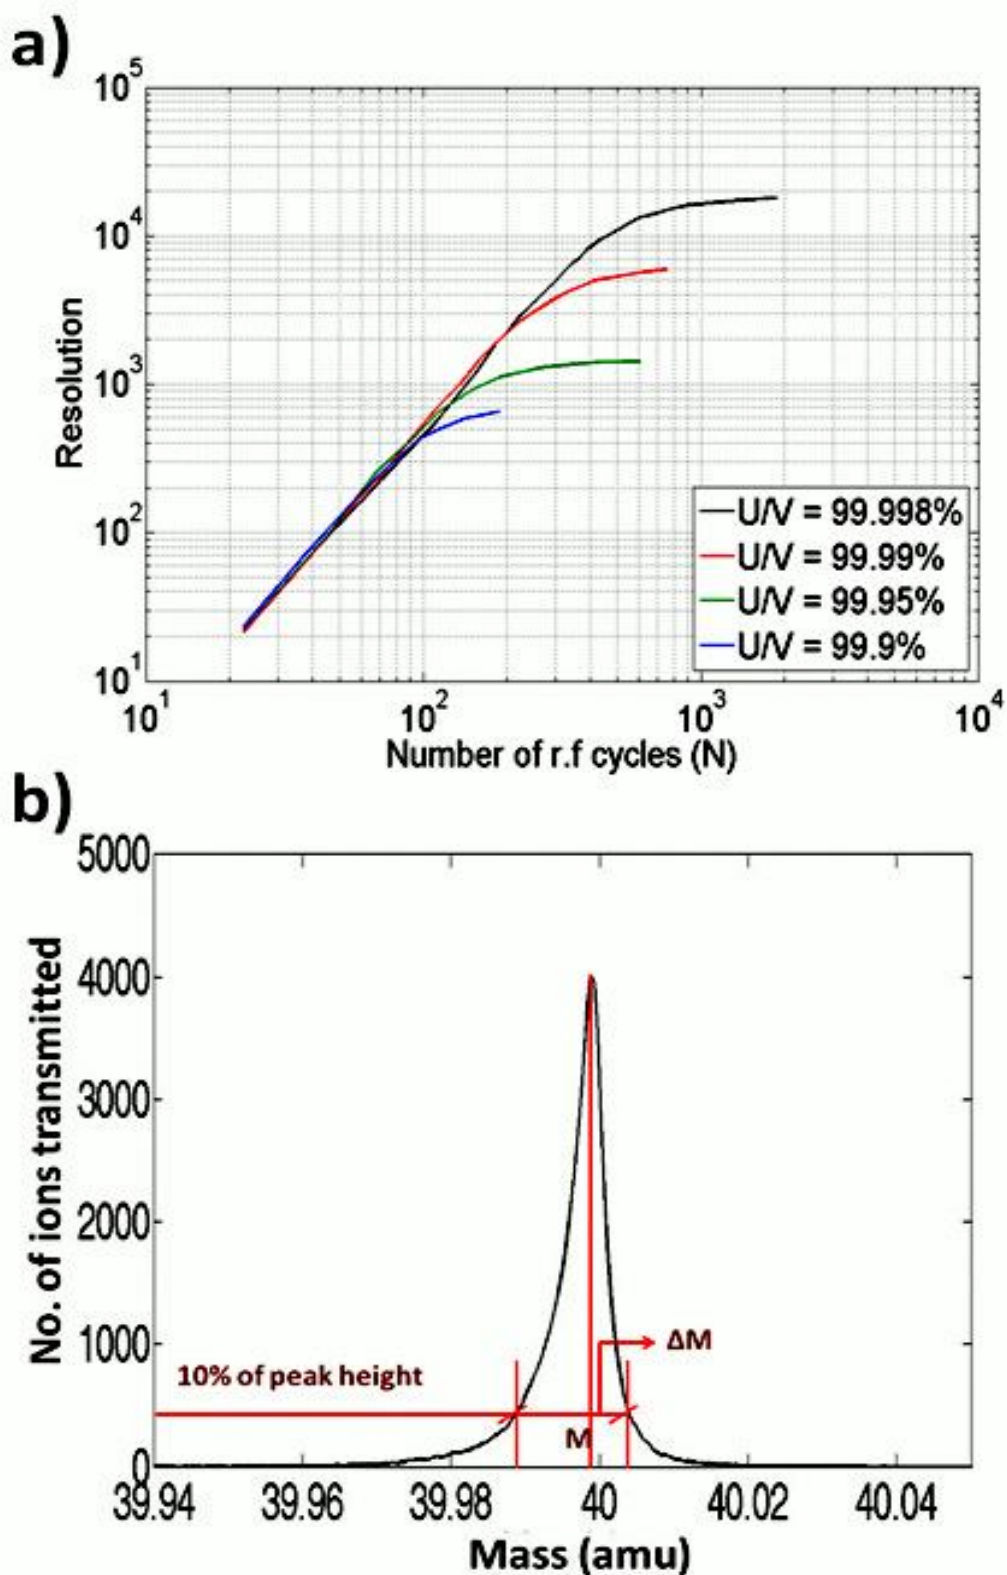 a)
10^5
10^4
10^3
10^2
10^1
Resolution
U/V = 99.998%
U/V = 99.99%
U/V = 99.95%
U/V = 99.9%
10^1 10^2 10^3 10^4
Number of r.f cycles (N)
b)
5000
4000
3000
2000
1000
0
No. of ions transmitted
ΔM
10% of peak height
M
39.94 39.96 39.98 40 40.02 40.04
Mass (amu)